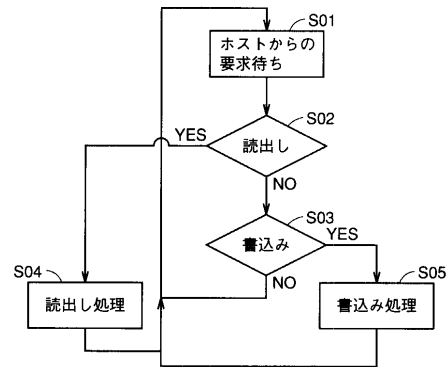 S01
ホストからの
要求待ち
S02
YES
読出し
NO
S03
YES
書込み
S04
NO
S05
読出し処理
書込み処理